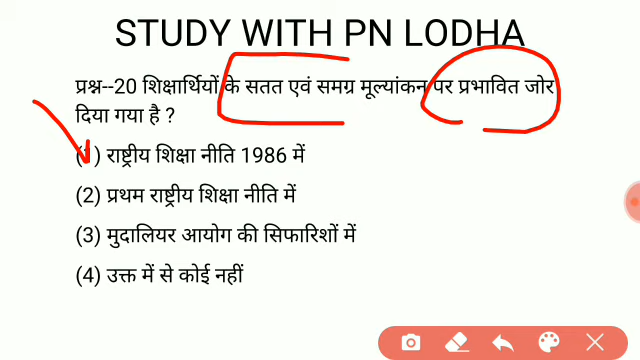 STUDY WITH PN LODHA
प्रश्न--20 शिक्षार्थियों के सतत एवं समग्र मूल्यांकन पर प्रभावित जोर
दिया गया है ?
(1) राष्ट्रीय शिक्षा नीति 1986 में
(2) प्रथम राष्ट्रीय शिक्षा नीति में
(3) मुदालियर आयोग की सिफारिशों में
(4) उक्त में से कोई नहीं